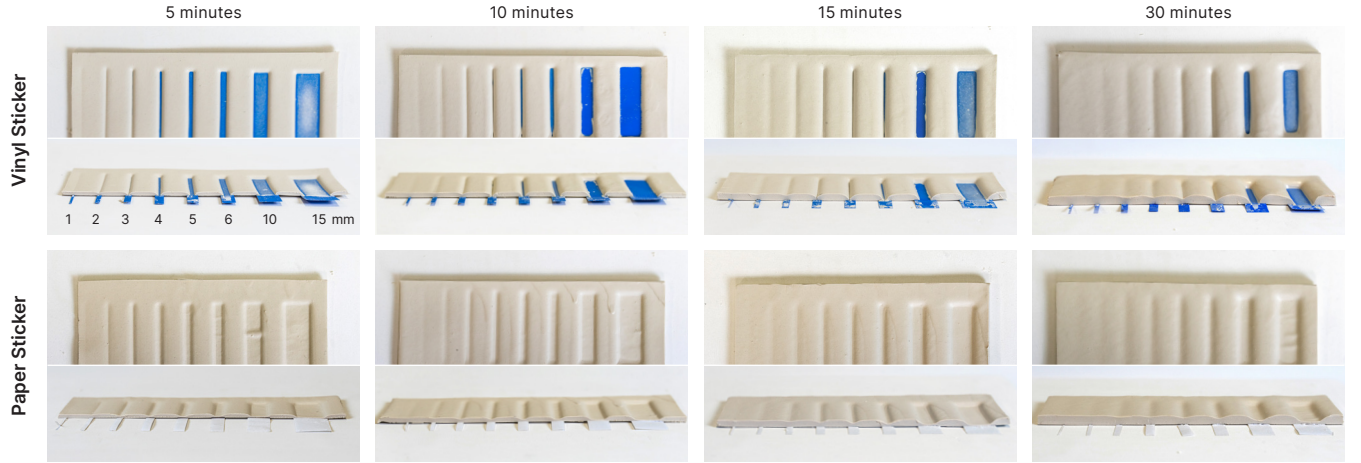 5 minutes
10 minutes
15 minutes
30 minutes
Vinyl Sticker
1 2 3 4 5 6 10 15 mm
Paper Sticker